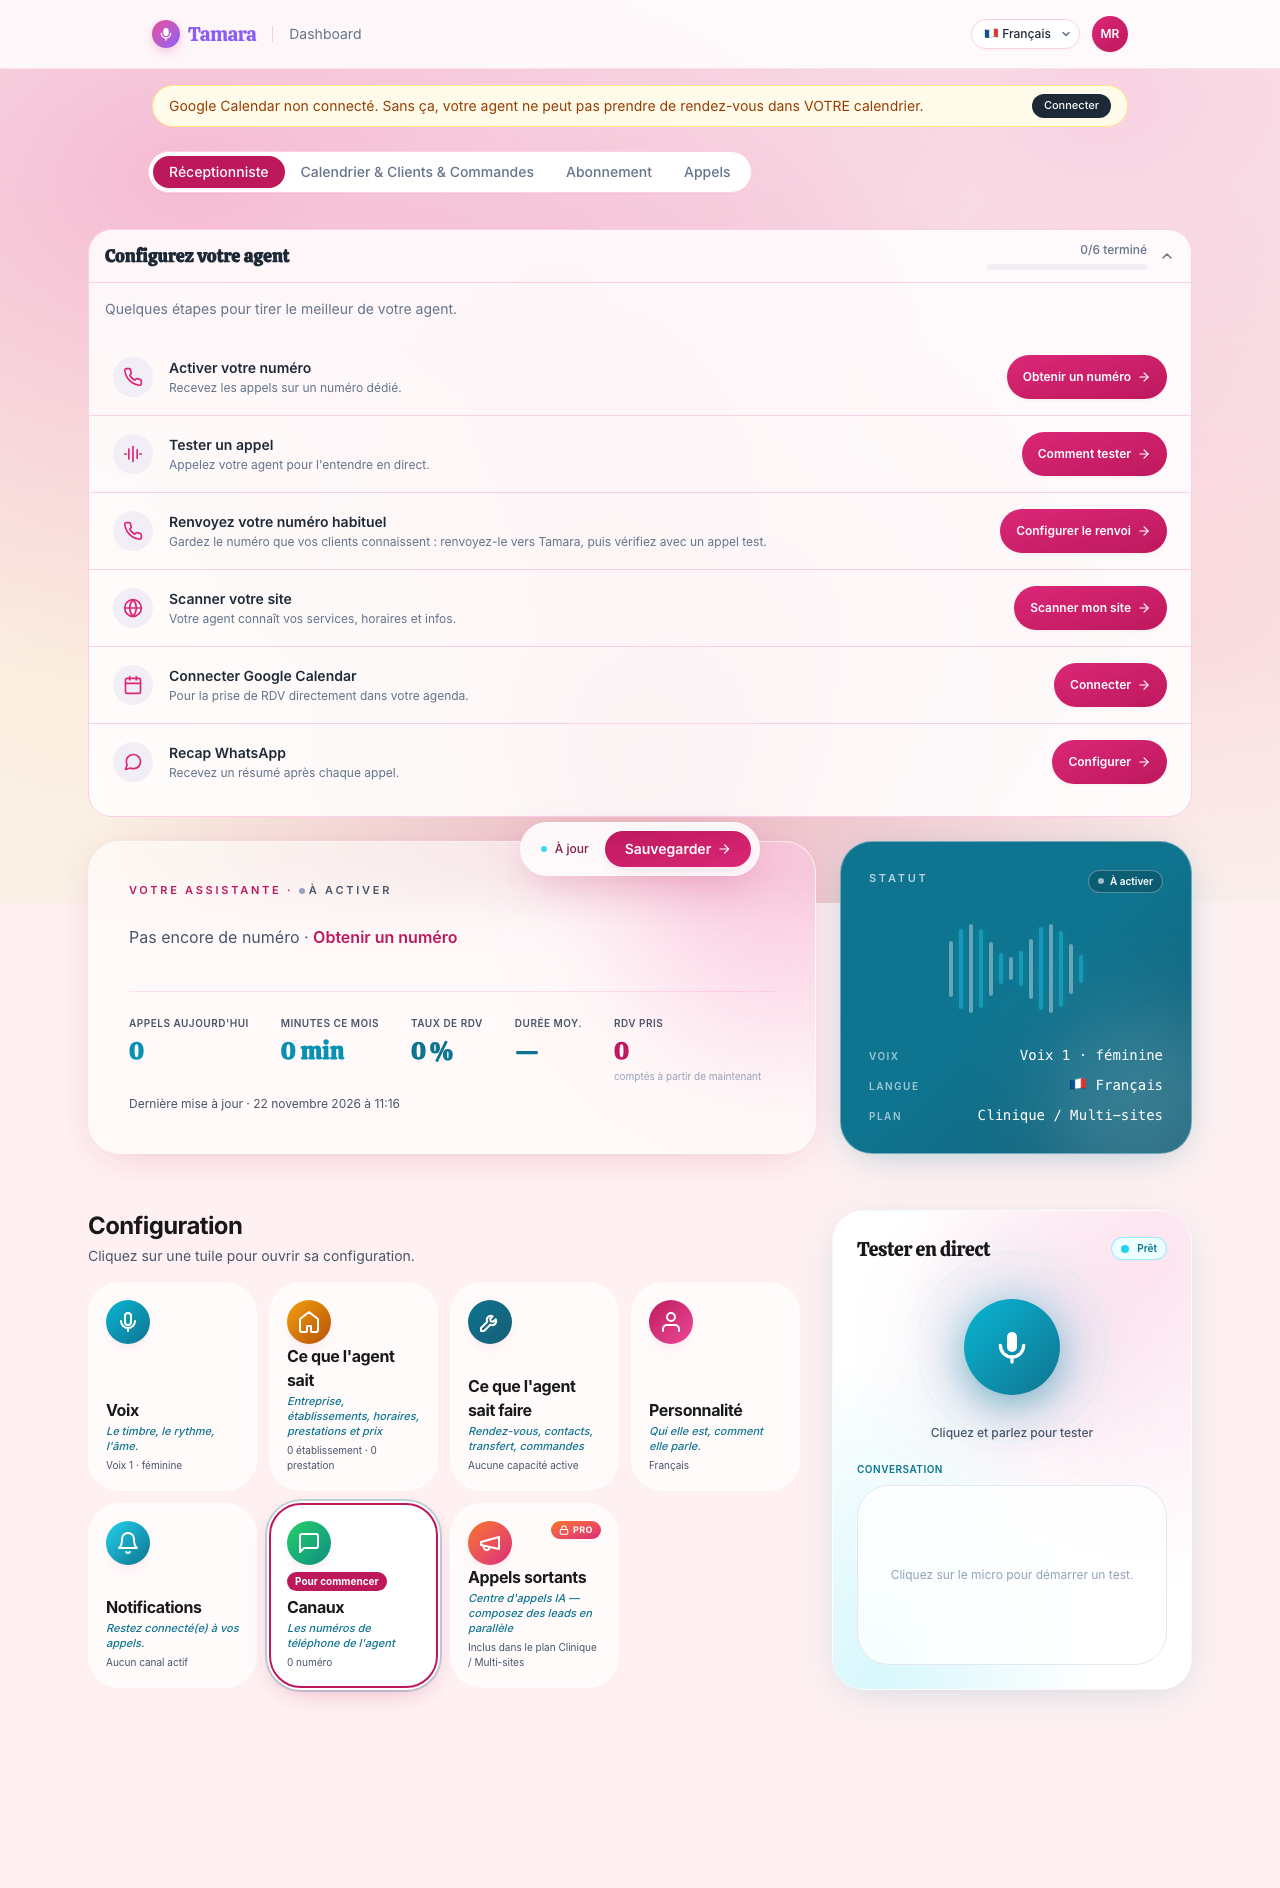 Tamara
Dashboard
Français
MR
Google Calendar non connecté. Sans ça, votre agent ne peut pas prendre de rendez-vous dans VOTRE calendrier.
Connecter
Réceptionniste
Calendrier & Clients & Commandes
Abonnement
Appels
Configurez votre agent
0/6 terminé
Quelques étapes pour tirer le meilleur de votre agent.
Activer votre numéro
Recevez les appels sur un numéro dédié.
Obtenir un numéro →
Tester un appel
Appelez votre agent pour l'entendre en direct.
Comment tester →
Renvoyez votre numéro habituel
Gardez le numéro que vos clients connaissent : renvoyez-le vers Tamara, puis vérifiez avec un appel test.
Configurer le renvoi →
Scanner votre site
Votre agent connaît vos services, horaires et infos.
Scanner mon site →
Connecter Google Calendar
Pour la prise de RDV directement dans votre agenda.
Connecter →
Recap WhatsApp
Recevez un résumé après chaque appel.
Configurer →
À jour
Sauvegarder →
VOTRE ASSISTANTE · À ACTIVER
Pas encore de numéro · Obtenir un numéro
APPELS AUJOURD'HUI
0
MINUTES CE MOIS
0 min
TAUX DE RDV
0 %
DURÉE MOY.
—
RDV PRIS
0
comptés à partir de maintenant
Dernière mise à jour · 22 novembre 2026 à 11:16
STATUT
À activer
VOIX
Voix 1 · féminine
LANGUE
Français
PLAN
Clinique / Multi-sites
Configuration
Cliquez sur une tuile pour ouvrir sa configuration.
Voix
Le timbre, le rythme,
l'âme.
Voix 1 · féminine
Ce que l'agent
sait
Entreprise,
établissements, horaires,
prestations et prix
0 établissement · 0
prestation
Ce que l'agent
sait faire
Rendez-vous, contacts,
transfert, commandes
Aucune capacité active
Personnalité
Qui elle est, comment
elle parle.
Français
Notifications
Restez connecté(e) à vos
appels.
Aucun canal actif
Pour commencer
Canaux
Les numéros de
téléphone de l'agent
0 numéro
PRO
Appels sortants
Centre d'appels IA —
composez des leads en
parallèle
Inclus dans le plan Clinique
/ Multi-sites
Tester en direct
Prêt
Cliquez et parlez pour tester
CONVERSATION
Cliquez sur le micro pour démarrer un test.